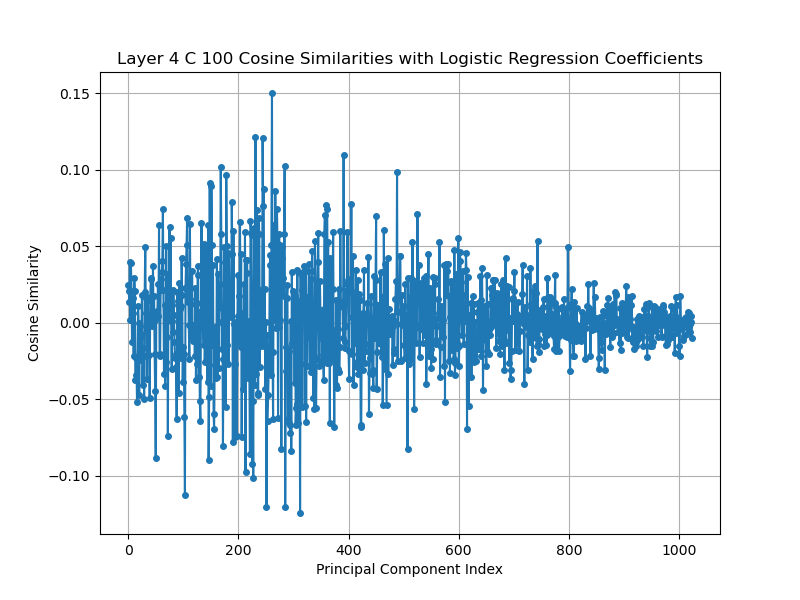 Layer 4 C 100 Cosine Similarities with Logistic Regression Coefficients
0.15
0.10
0.05
0.00
−0.05
−0.10
Cosine Similarity
0 200 400 600 800 1000
Principal Component Index